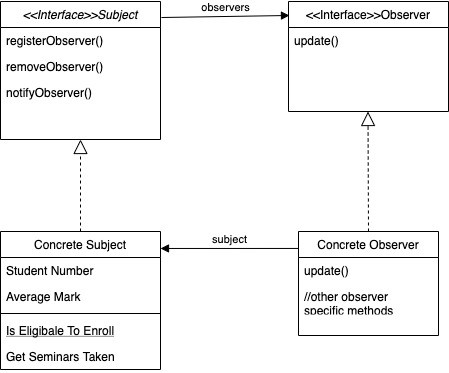 <<Interface>>Subject
registerObserver()
removeObserver()
notifyObserver()
observers
<<Interface>>Observer
update()
Concrete Subject
Student Number
Average Mark
Is Eligibale To Enroll
Get Seminars Taken
subject
Concrete Observer
update()
//other observer
specific methods